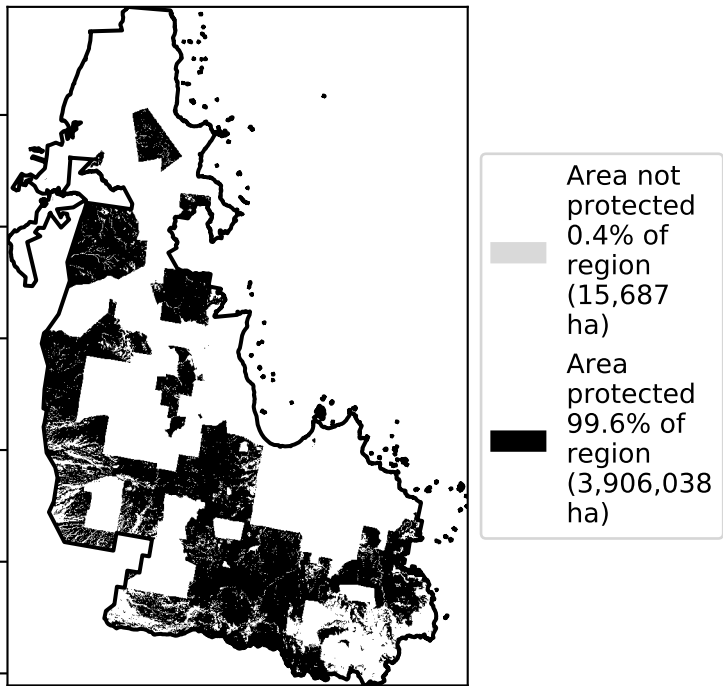 Area not
protected
0.4% of
region
(15,687
ha)
Area
protected
99.6% of
region
(3,906,038
ha)